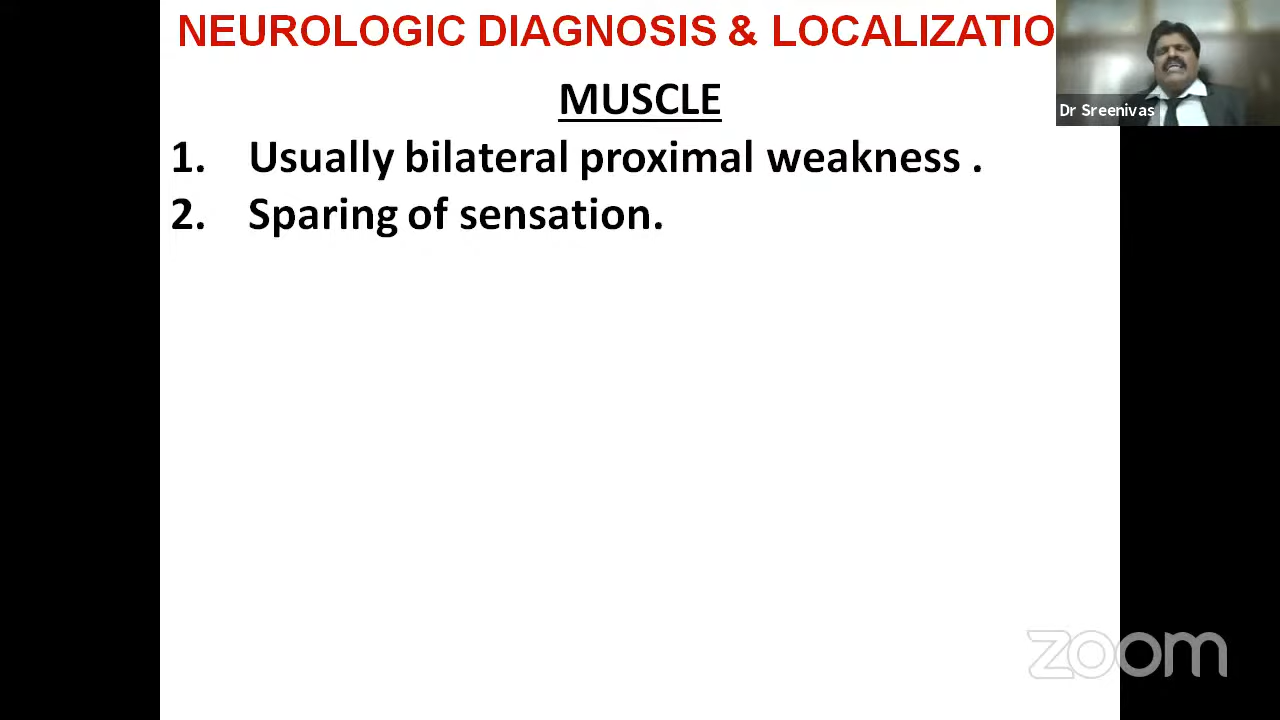 NEUROLOGIC DIAGNOSIS & LOCALIZATIO
Dr Sreenivas
MUSCLE
1. Usually bilateral proximal weakness .
2. Sparing of sensation.
zoom